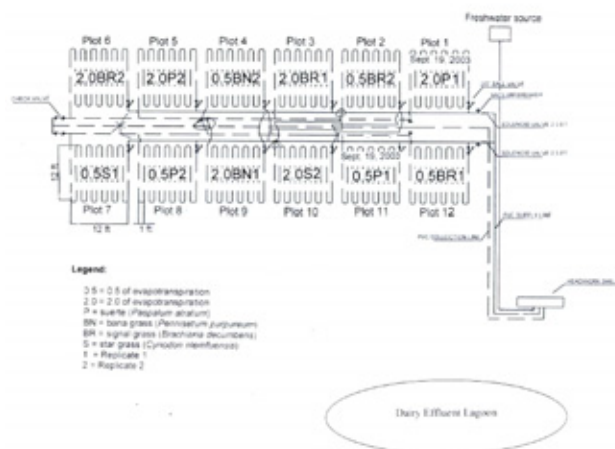 Freshwater source
Plot 6 Plot 5 Plot 4 Plot 3 Plot 2 Plot 1
Sept. 19, 2003
2.0BR2 2.0P2 0.5BN2 2.0BR1 0.5BR2 2.0P1
CHECK VALVE
Sept. 19, 2003
0.5S1 0.5P2 2.0BN1 2.0S2 0.5P1 0.5BR1
12 ft
Plot 7 Plot 8 Plot 9 Plot 10 Plot 11 Plot 12
12 ft 1 ft
PVC SUPPLY LINE
Legend:
0.5 = 0.5 of evapotranspiration
2.0 = 2.0 of evapotranspiration
P = suerte (Paspalum atratum)
BN = bana grass (Pennisetum purpureum)
BR = signal grass (Brachiaria decumbens)
S = star grass (Cynodon nlemfuensis)
1 = Replicate 1
2 = Replicate 2
Dairy Effluent Lagoon